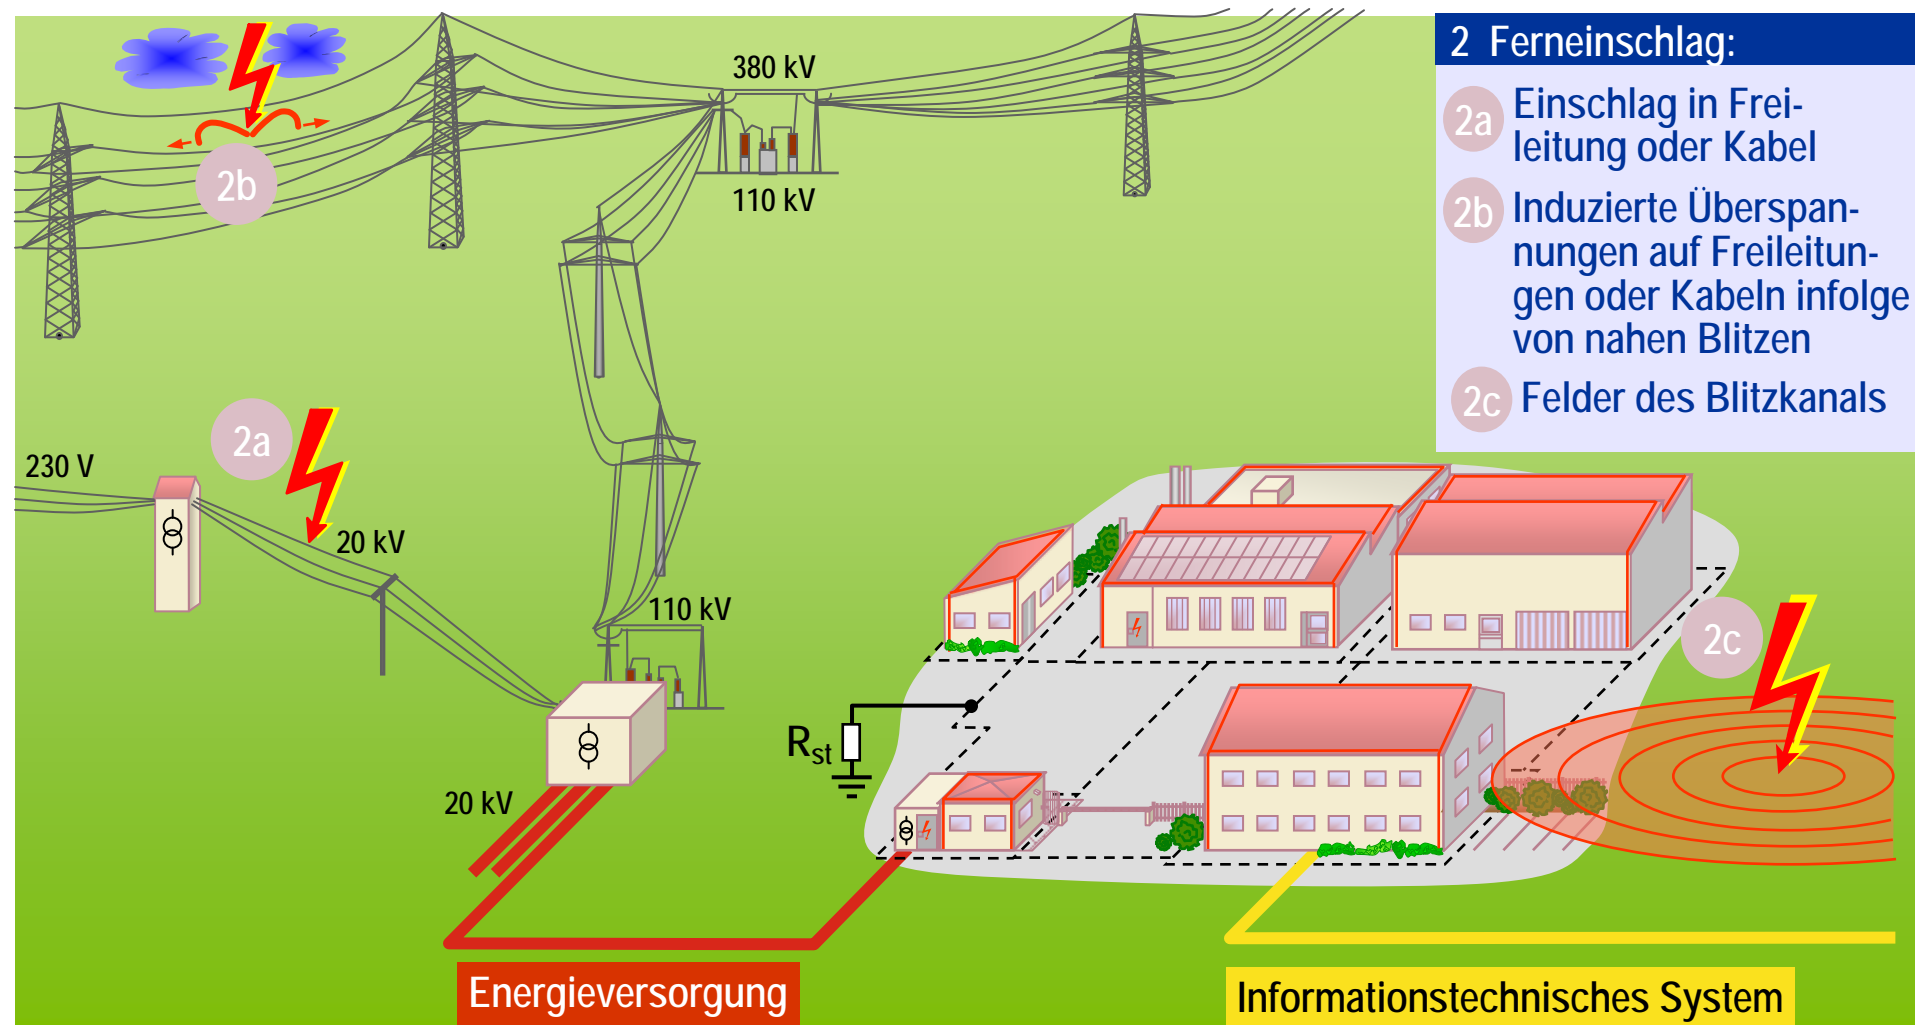 2 Ferneinschlag:
2a Einschlag in Frei-
leitung oder Kabel
2b Induzierte Überspan-
nungen auf Freileitun-
gen oder Kabeln infolge
von nahen Blitzen
2c Felder des Blitzkanals
380 kV
110 kV
2b
2a
230 V
20 kV
110 kV
2c
Rst
20 kV
Energieversorgung
Informationstechnisches System